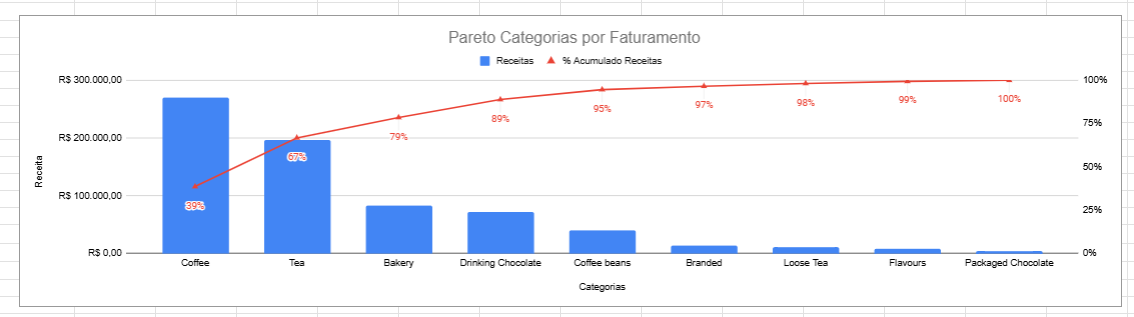 Pareto Categorias por Faturamento
Receitas % Acumulado Receitas
R$ 300.000,00
R$ 200.000,00
R$ 100.000,00
R$ 0,00
Receita
100%
75%
50%
25%
0%
39%
67%
79%
89%
95%
97%
98%
99%
100%
Coffee Tea Bakery Drinking Chocolate Coffee beans Branded Loose Tea Flavours Packaged Chocolate
Categorias